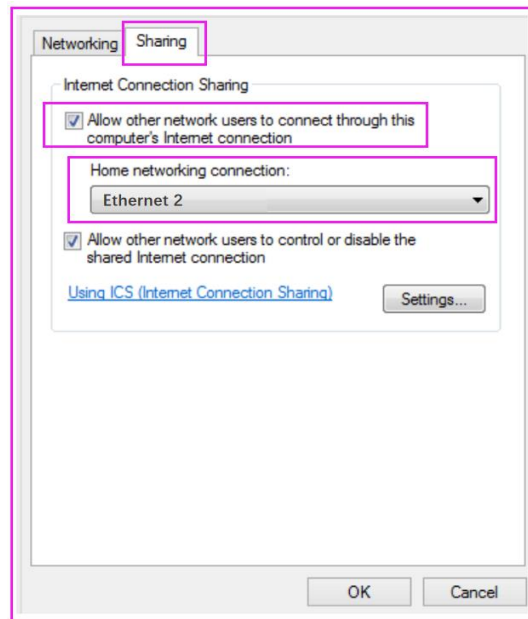 Networking
Sharing
Internet Connection Sharing
Allow other network users to connect through this
computer's Internet connection
Home networking connection:
Ethernet 2
Allow other network users to control or disable the
shared Internet connection
Using ICS (Internet Connection Sharing)
Settings...
OK
Cancel